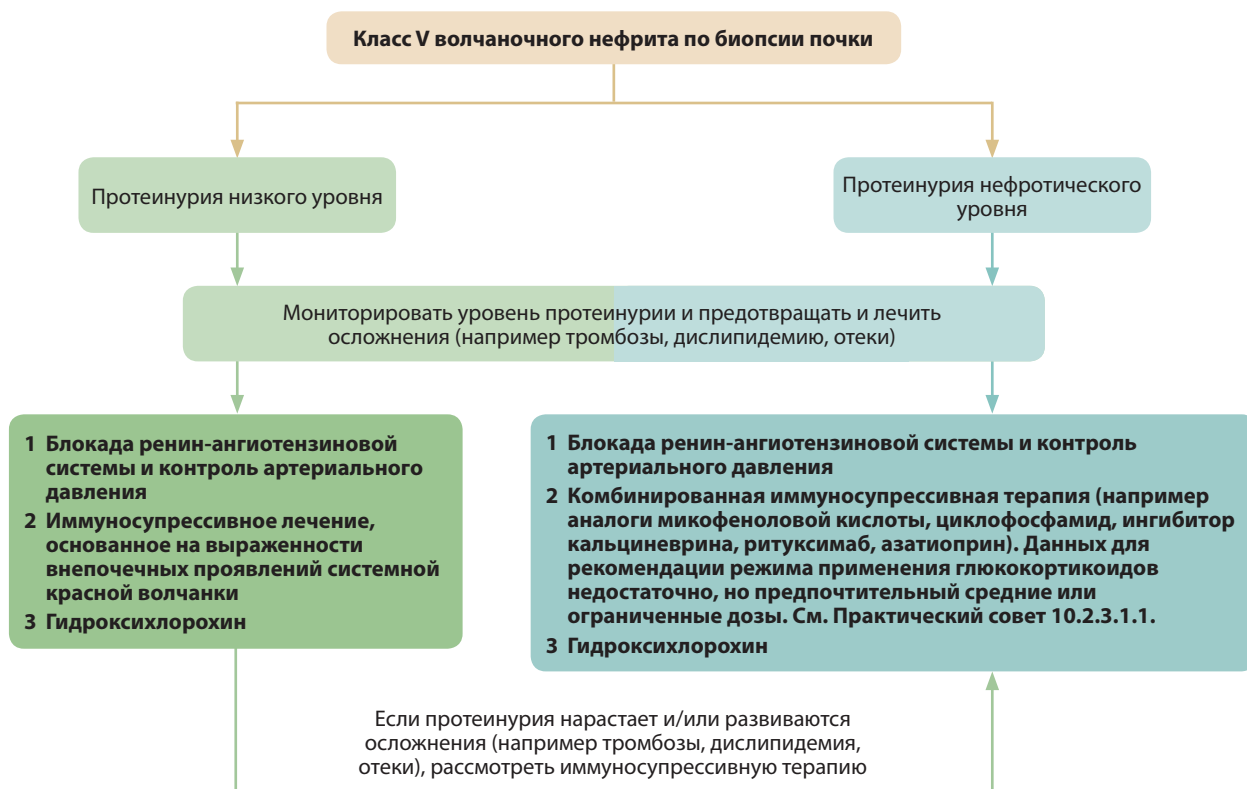 Класс V волчаночного нефрита по биопсии почки
Протеинурия низкого уровня
Протеинурия нефротического
уровня
Мониторировать уровень протеинурии и предотвращать и лечить
осложнения (например тромбозы, дислипидемию, отеки)
1 Блокада ренин-ангиотензиновой
системы и контроль артериального
давления
2 Иммуносупрессивное лечение,
основанное на выраженности
внепочечных проявлений системной
красной волчанки
3 Гидроксихлорохин
1 Блокада ренин-ангиотензиновой системы и контроль
артериального давления
2 Комбинированная иммуносупрессивная терапия (например
аналоги микофеноловой кислоты, циклофосфамид, ингибитор
кальциневрина, ритуксимаб, азатиоприн). Данных для
рекомендации режима применения глюкокортикоидов
недостаточно, но предпочтительный средние или
ограниченные дозы. См. Практический совет 10.2.3.1.1.
3 Гидроксихлорохин
Если протеинурия нарастает и/или развиваются
осложнения (например тромбозы, дислипидемия,
отеки), рассмотреть иммуносупрессивную терапию